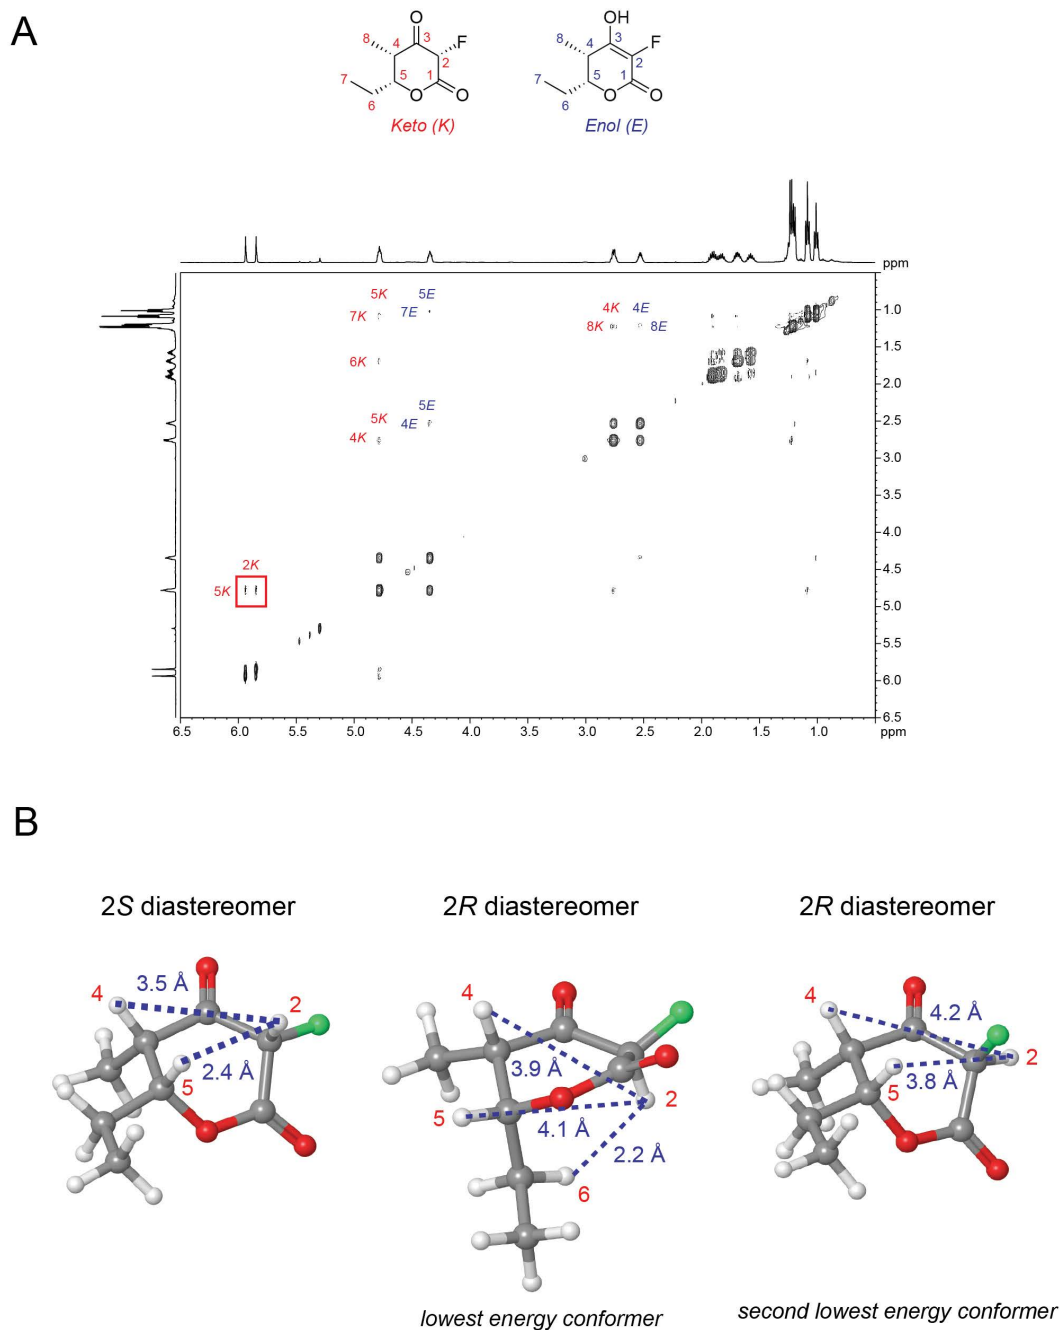 A
O
OH
8
4
3
F
2
5
1
7
O
O
6
Keto (K)
8
4
3
F
2
5
1
7
O
O
6
Enol (E)
ppm
5K
5E
7K
7E
4K
4E
8K
8E
6K
5K
5E
4K
4E
2K
5K
1.0
1.5
2.0
2.5
3.0
3.5
4.0
4.5
5.0
5.5
6.0
6.5
6.5
6.0
5.5
5.0
4.5
4.0
3.5
3.0
2.5
2.0
1.5
1.0
ppm
B
2S diastereomer
2R diastereomer
2R diastereomer
4
3.5 Å
2
2.4 Å
5
4
3.9 Å
5
4.1 Å
2
2.2 Å
6
lowest energy conformer
4
4.2 Å
2
3.8 Å
5
second lowest energy conformer